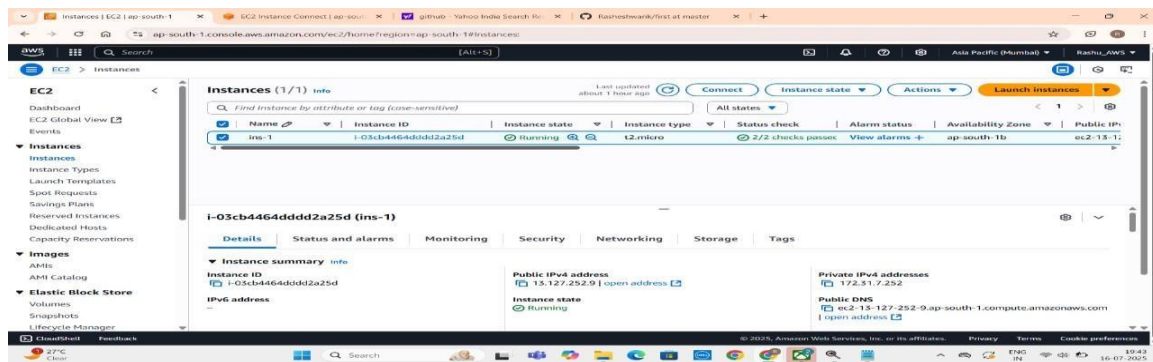 Instances | EC2 | ap-south-1
EC2 Instance Connect | ap-sout
github - Yahoo India Search Re
Rasheshwarik/first at master
ap-south-1.console.aws.amazon.com/ec2/home?region=ap-south-1#Instances:
aws
Search
[Alt+S]
Asia Pacific (Mumbai)
Rashu_AWS
EC2 > Instances
EC2
Dashboard
EC2 Global View
Events
Instances
Instances
Instance Types
Launch Templates
Spot Requests
Savings Plans
Reserved Instances
Dedicated Hosts
Capacity Reservations
Images
AMIs
AMI Catalog
Elastic Block Store
Volumes
Snapshots
Lifecycle Manager
Instances (1/1) Info
Last updated
about 1 hour ago
Connect
Instance state
Actions
Launch instances
Find Instance by attribute or tag (case-sensitive)
All states
1
Name
Instance ID
Instance state
Instance type
Status check
Alarm status
Availability Zone
Public IPv
ins-1
i-03cb4464dddd2a25d
Running
t2.micro
2/2 checks passec
View alarms +
ap-south-1b
ec2-13-12
i-03cb4464dddd2a25d (ins-1)
Details
Status and alarms
Monitoring
Security
Networking
Storage
Tags
Instance summary Info
Instance ID
i-03cb4464dddd2a25d
Public IPv4 address
13.127.252.9 | open address
Private IPv4 addresses
172.31.7.252
IPv6 address
–
Instance state
Running
Public DNS
ec2-13-127-252-9.ap-south-1.compute.amazonaws.com
| open address
CloudShell
Feedback
© 2025, Amazon Web Services, Inc. or its affiliates.
Privacy
Terms
Cookie preferences
27°C
Clear
Search
ENG
IN
19:43
16-07-2025